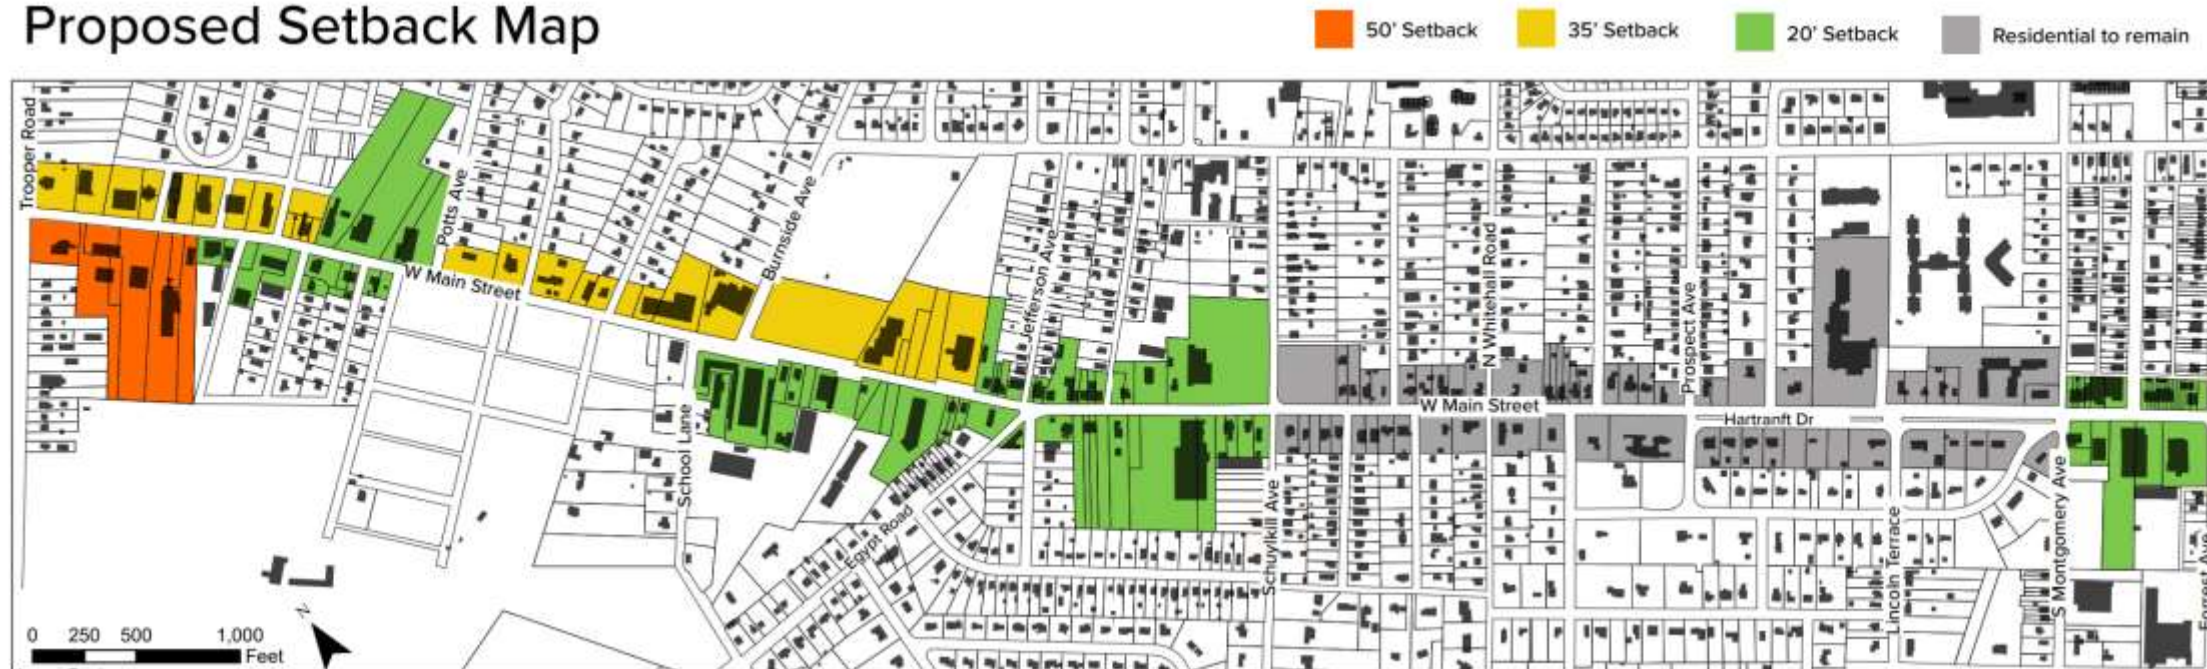 Proposed Setback Map
50' Setback
35' Setback
20' Setback
Residential to remain
Trooper Road
Potts Ave
W Main Street
Burnside Ave
Jefferson Ave
N Whitehall Road
Prospect Ave
W Main Street
Hartranft Dr
School Lane
Egypt Road
Schuylkill Ave
Lincoln Terrace
S Montgomery Ave
Forrest Ave
N
0 250 500 1,000
Feet